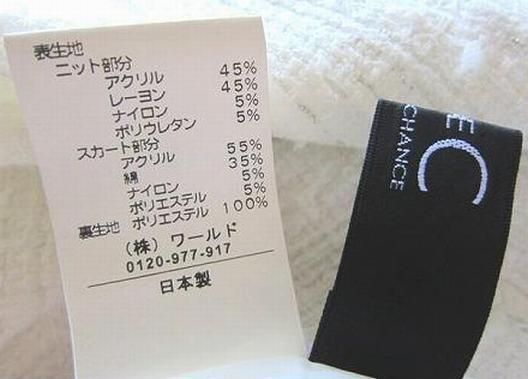 表生地
ニット部分
アクリル 45%
レーヨン 45%
ナイロン 5%
ポリウレタン 5%
スカート部分
アクリル 55%
綿 35%
ナイロン 5%
ポリエステル 5%
裏生地 ポリエステル 100%
(株) ワールド
0120-977-917
日本製
E
C
CHANCE